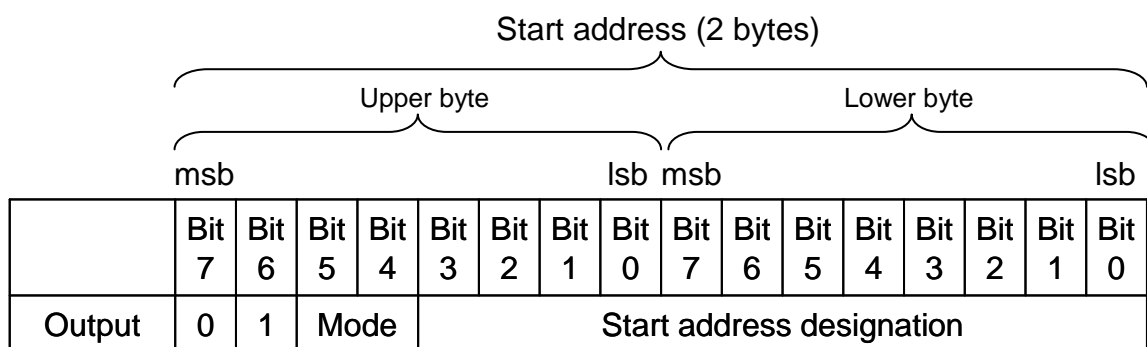 Start address (2 bytes)
Upper byte Lower byte
msb lsb msb lsb
Bit 7 Bit 6 Bit 5 Bit 4 Bit 3 Bit 2 Bit 1 Bit 0 Bit 7 Bit 6 Bit 5 Bit 4 Bit 3 Bit 2 Bit 1 Bit 0
Output 0 1 Mode Start address designation